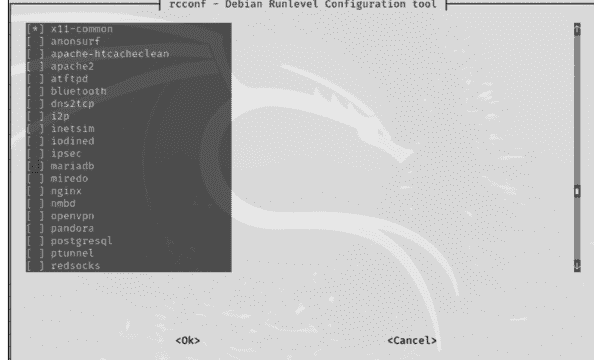 rcconf - Debian Runlevel Configuration tool
[*] x11-common
[ ] anonsurf
[ ] apache-htcacheclean
[ ] apache2
[ ] atftpd
[ ] bluetooth
[ ] dns2tcp
[ ] i2p
[ ] inetsim
[ ] iodined
[ ] ipsec
[ ] mariadb
[ ] miredo
[ ] nginx
[ ] nmbd
[ ] openvpn
[ ] pandora
[ ] postgresql
[ ] ptunnel
[ ] redsocks
<Ok> <Cancel>